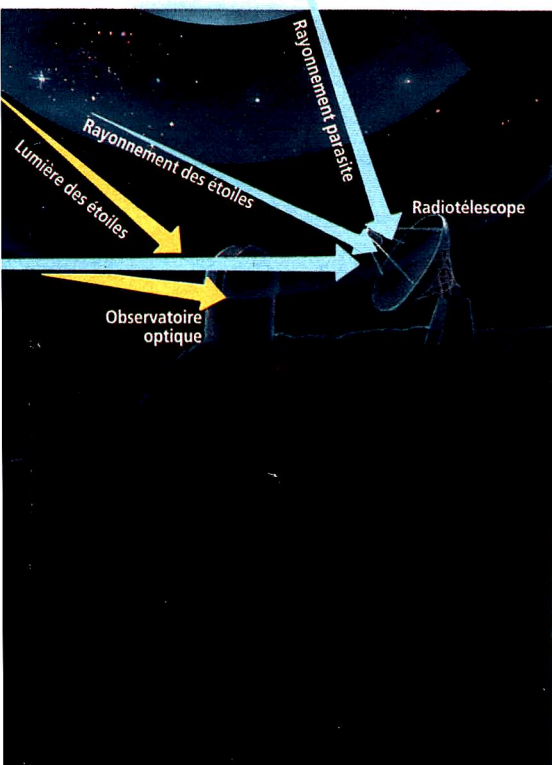 Rayonnement parasite
Rayonnement des étoiles
Lumière des étoiles
Radiotélescope
Observatoire
optique